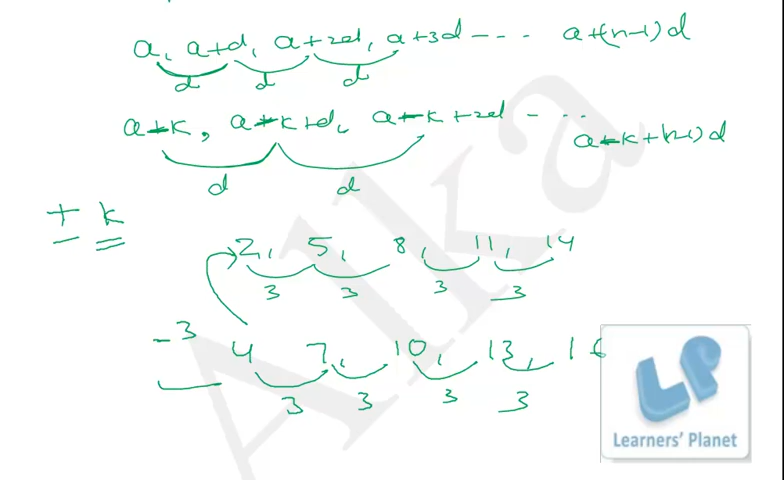 a, a+d, a+2d, a+3d ---- a+(n-1)d
d d d
a-k, a-k+d, a-k+2d - ...
a-k+(n-1)d
d d
+ k
2, 5, 8, 11, 14
3 3 3 3
-3 4 7, 10, 13, 16
3 3 3 3
LP
Learners' Planet
Alka